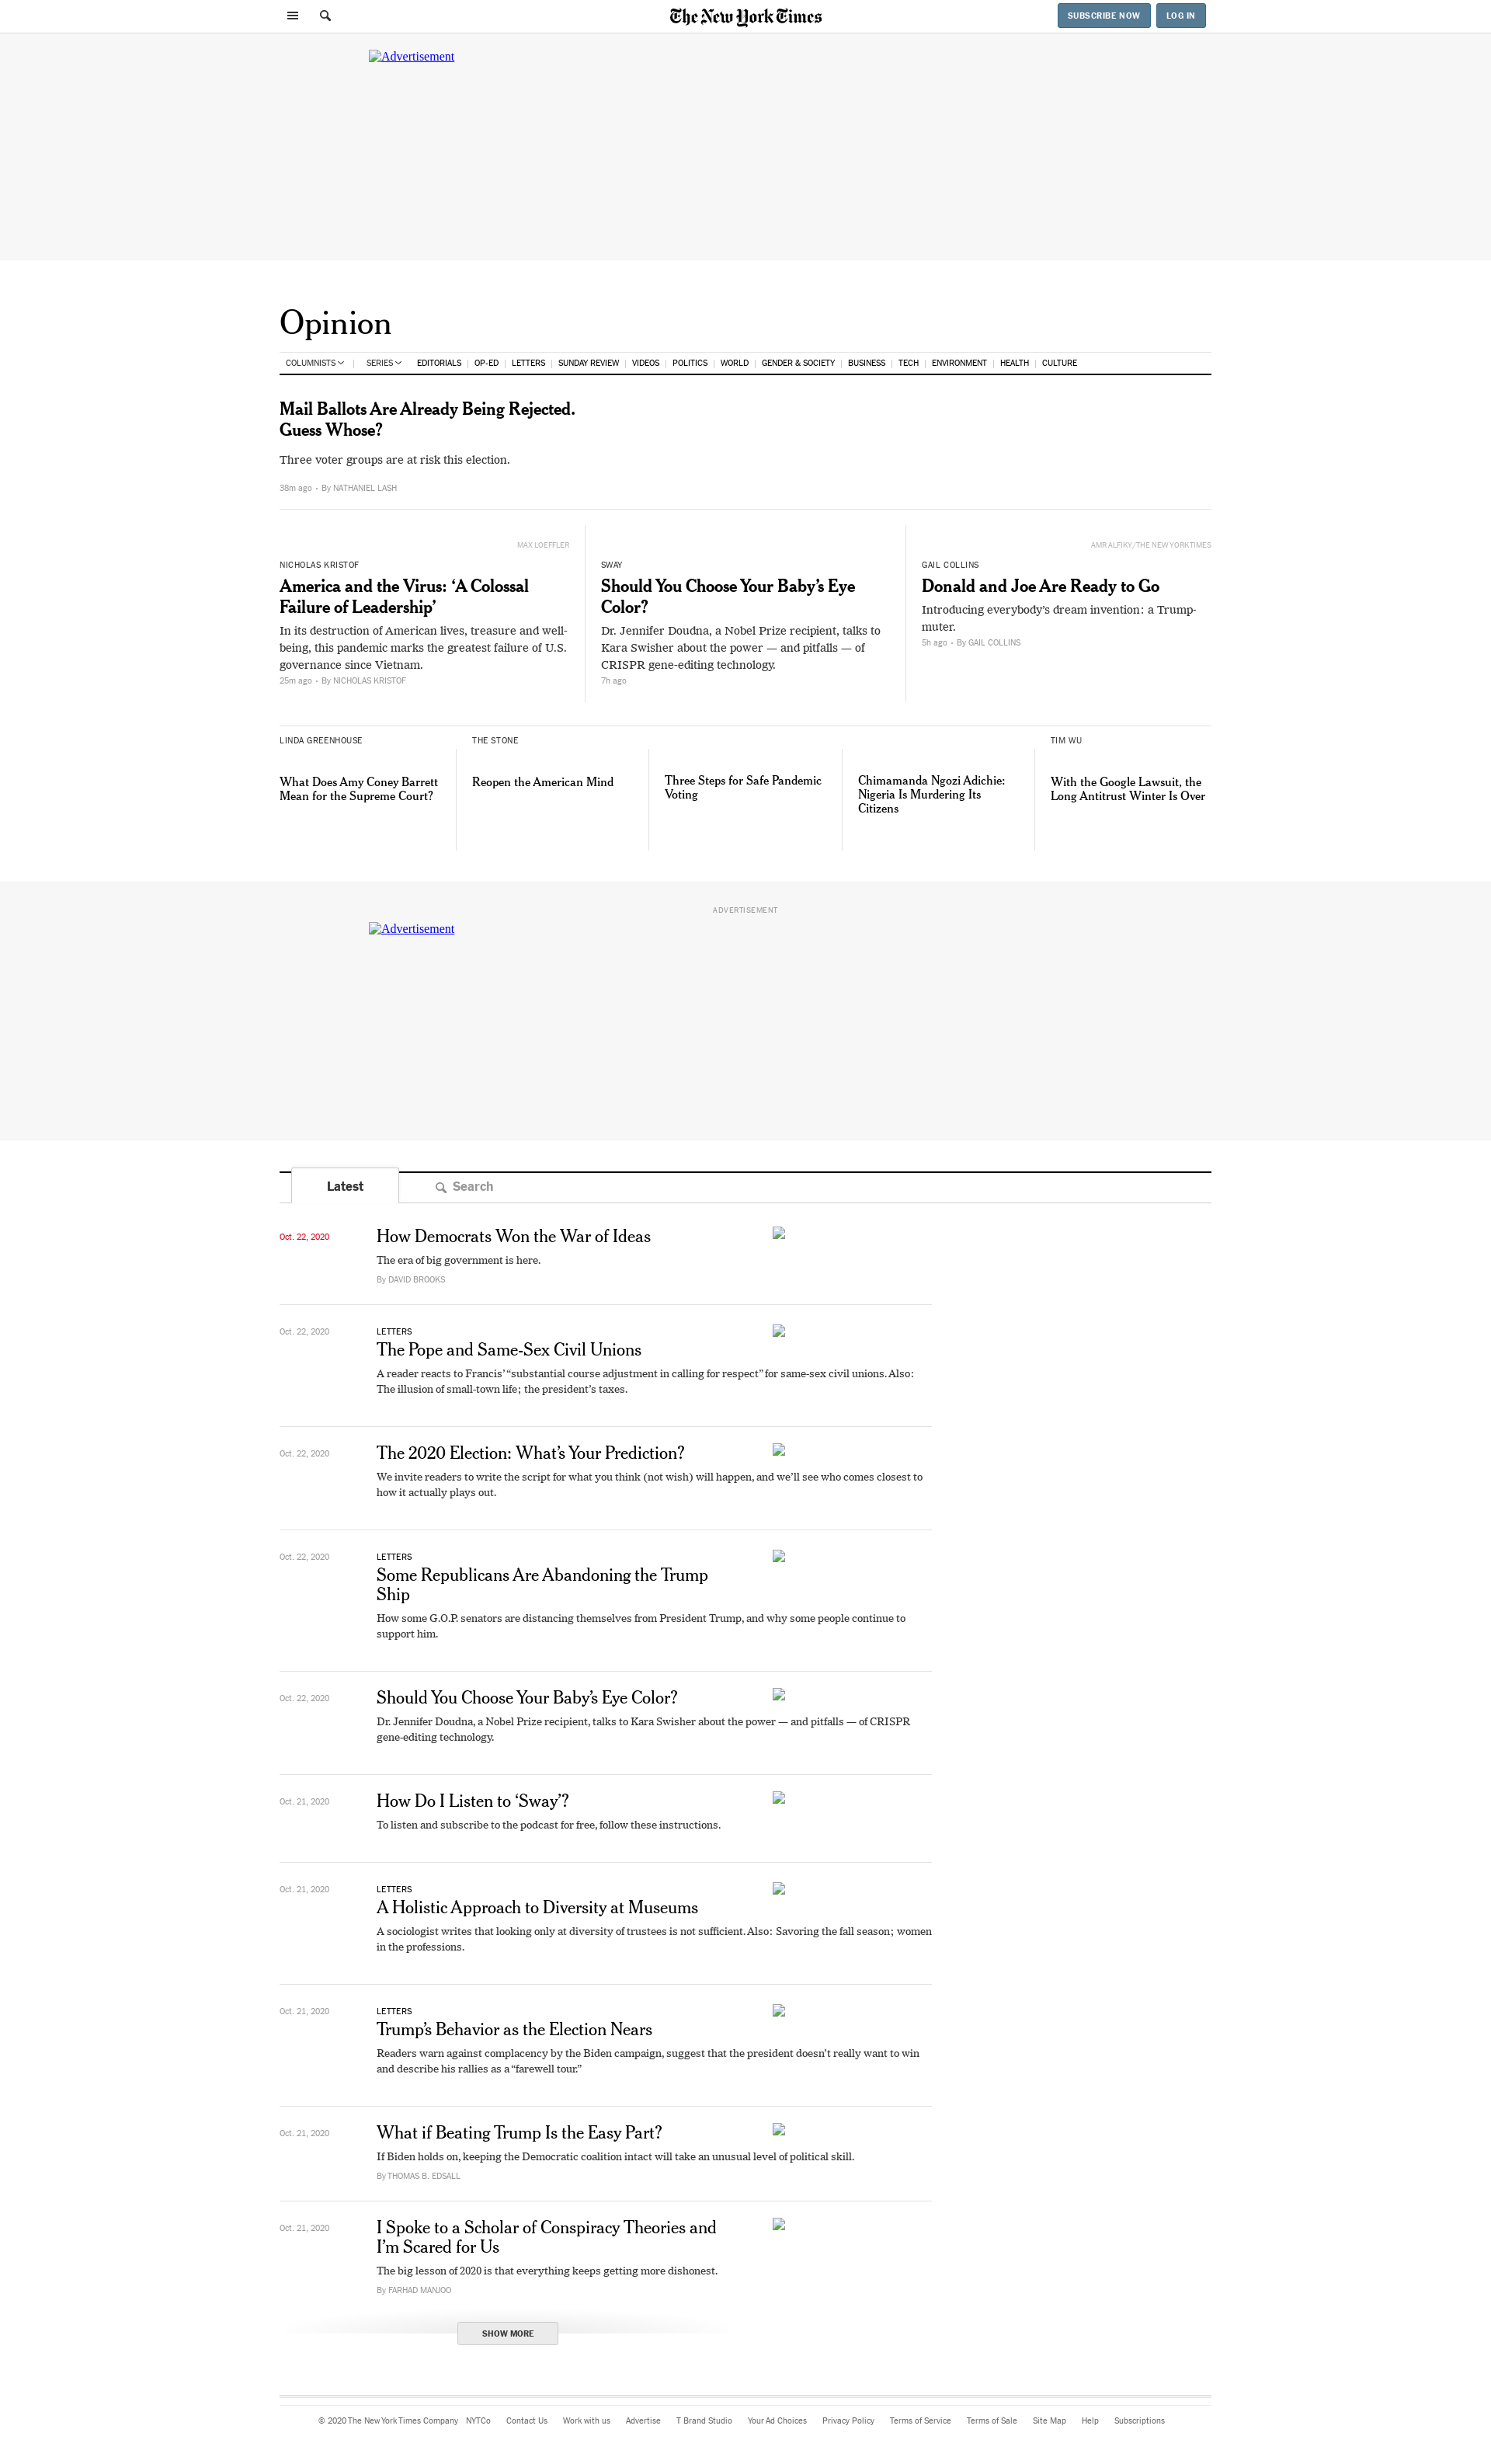 The New York Times
SUBSCRIBE NOW
LOG IN
Advertisement
Opinion
COLUMNISTS
SERIES
EDITORIALS
OP-ED
LETTERS
SUNDAY REVIEW
VIDEOS
POLITICS
WORLD
GENDER & SOCIETY
BUSINESS
TECH
ENVIRONMENT
HEALTH
CULTURE
Mail Ballots Are Already Being Rejected.
Guess Whose?
Three voter groups are at risk this election.
38m ago • By NATHANIEL LASH
MAX LOEFFLER
NICHOLAS KRISTOF
America and the Virus: ‘A Colossal
Failure of Leadership’
In its destruction of American lives, treasure and well-
being, this pandemic marks the greatest failure of U.S.
governance since Vietnam.
25m ago • By NICHOLAS KRISTOF
SWAY
Should You Choose Your Baby’s Eye
Color?
Dr. Jennifer Doudna, a Nobel Prize recipient, talks to
Kara Swisher about the power — and pitfalls — of
CRISPR gene-editing technology.
7h ago
AMR ALFIKY/THE NEW YORK TIMES
GAIL COLLINS
Donald and Joe Are Ready to Go
Introducing everybody’s dream invention: a Trump-
muter.
5h ago • By GAIL COLLINS
LINDA GREENHOUSE
What Does Amy Coney Barrett
Mean for the Supreme Court?
THE STONE
Reopen the American Mind
Three Steps for Safe Pandemic
Voting
Chimamanda Ngozi Adichie:
Nigeria Is Murdering Its
Citizens
TIM WU
With the Google Lawsuit, the
Long Antitrust Winter Is Over
ADVERTISEMENT
Advertisement
Latest
Search
Oct. 22, 2020
How Democrats Won the War of Ideas
The era of big government is here.
By DAVID BROOKS
Oct. 22, 2020
LETTERS
The Pope and Same-Sex Civil Unions
A reader reacts to Francis’ “substantial course adjustment in calling for respect” for same-sex civil unions. Also:
The illusion of small-town life; the president’s taxes.
Oct. 22, 2020
The 2020 Election: What’s Your Prediction?
We invite readers to write the script for what you think (not wish) will happen, and we’ll see who comes closest to
how it actually plays out.
Oct. 22, 2020
LETTERS
Some Republicans Are Abandoning the Trump
Ship
How some G.O.P. senators are distancing themselves from President Trump, and why some people continue to
support him.
Oct. 22, 2020
Should You Choose Your Baby’s Eye Color?
Dr. Jennifer Doudna, a Nobel Prize recipient, talks to Kara Swisher about the power — and pitfalls — of CRISPR
gene-editing technology.
Oct. 21, 2020
How Do I Listen to ‘Sway’?
To listen and subscribe to the podcast for free, follow these instructions.
Oct. 21, 2020
LETTERS
A Holistic Approach to Diversity at Museums
A sociologist writes that looking only at diversity of trustees is not sufficient. Also: Savoring the fall season; women
in the professions.
Oct. 21, 2020
LETTERS
Trump’s Behavior as the Election Nears
Readers warn against complacency by the Biden campaign, suggest that the president doesn’t really want to win
and describe his rallies as a “farewell tour.”
Oct. 21, 2020
What if Beating Trump Is the Easy Part?
If Biden holds on, keeping the Democratic coalition intact will take an unusual level of political skill.
By THOMAS B. EDSALL
Oct. 21, 2020
I Spoke to a Scholar of Conspiracy Theories and
I’m Scared for Us
The big lesson of 2020 is that everything keeps getting more dishonest.
By FARHAD MANJOO
SHOW MORE
© 2020 The New York Times Company
NYTCo
Contact Us
Work with us
Advertise
T Brand Studio
Your Ad Choices
Privacy Policy
Terms of Service
Terms of Sale
Site Map
Help
Subscriptions